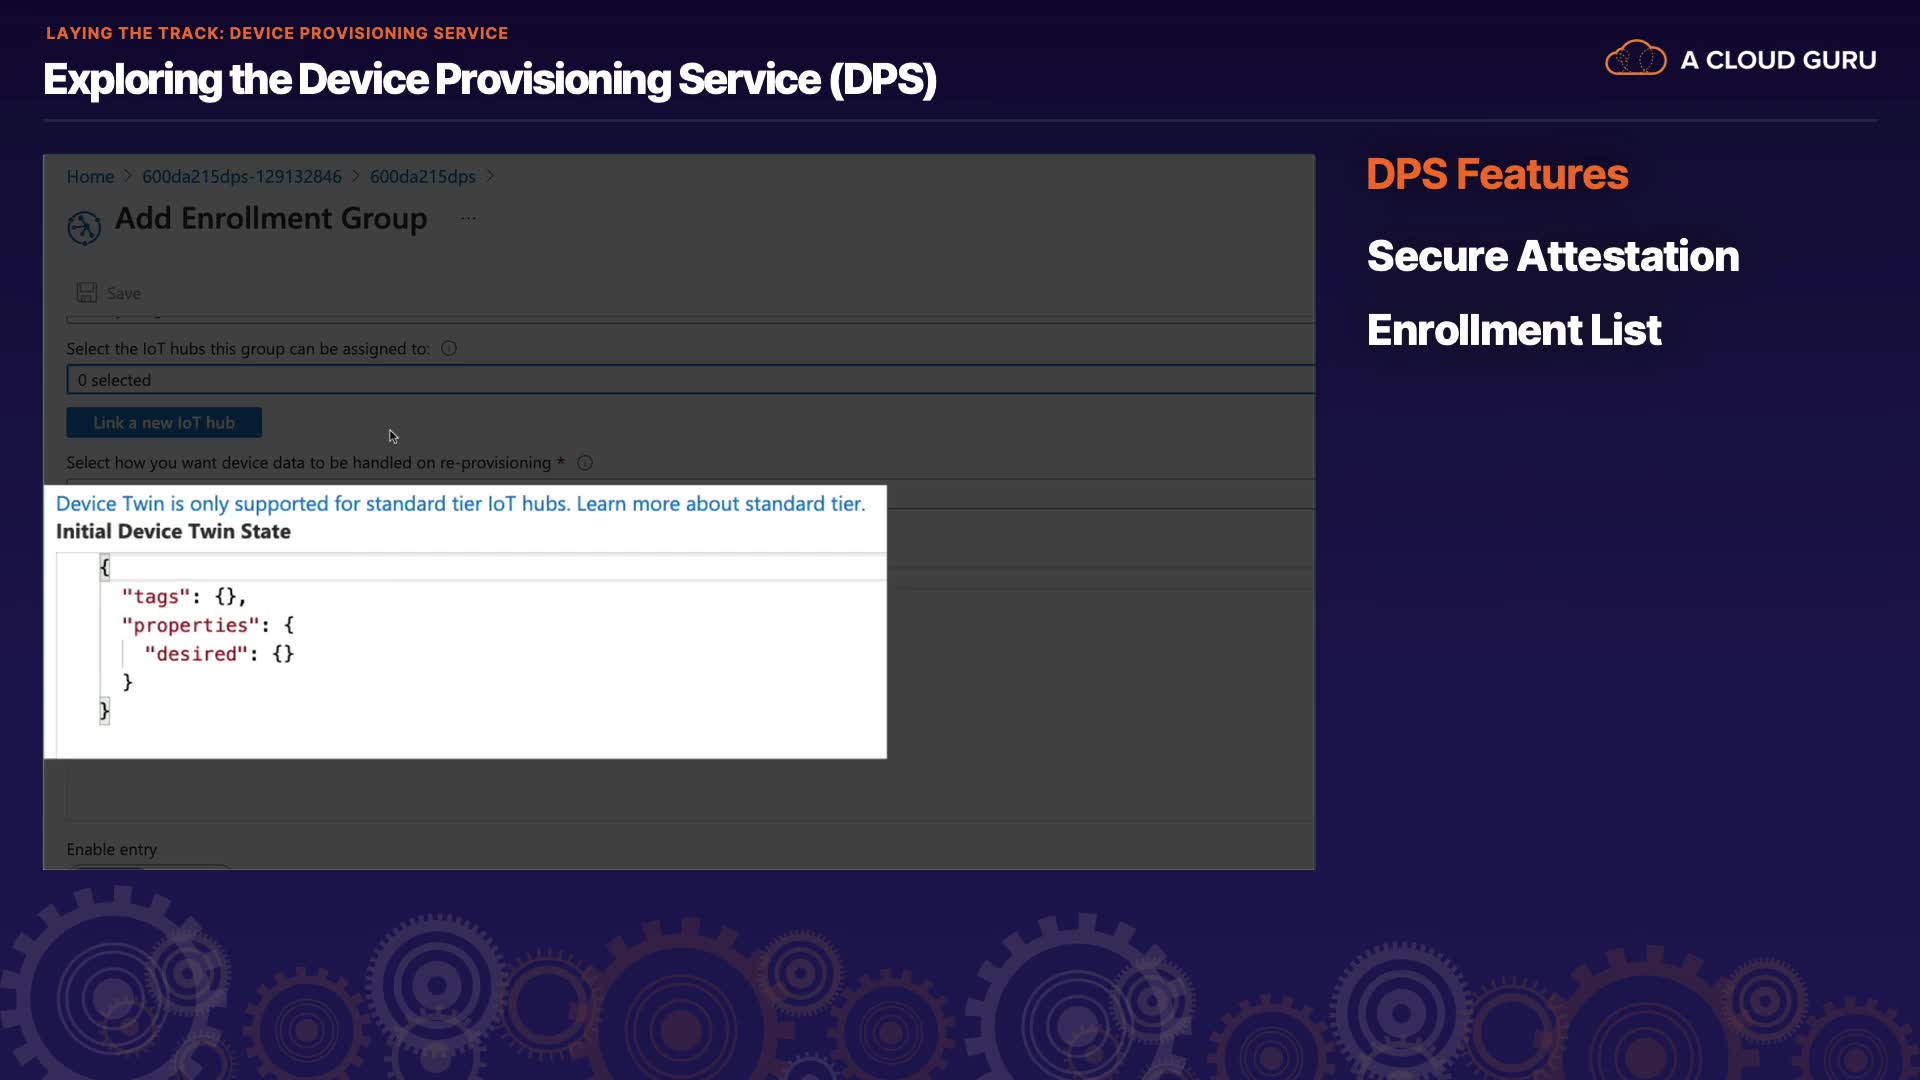 LAYING THE TRACK: DEVICE PROVISIONING SERVICE
Exploring the Device Provisioning Service (DPS)
A CLOUD GURU
Home > 600da215dps-129132846 > 600da215dps >
Add Enrollment Group ...
Save
Select the IoT hubs this group can be assigned to:
0 selected
Link a new IoT hub
Select how you want device data to be handled on re-provisioning *
Device Twin is only supported for standard tier IoT hubs. Learn more about standard tier.
Initial Device Twin State
{
"tags": {},
"properties": {
"desired": {}
}
}
Enable entry
DPS Features
Secure Attestation
Enrollment List